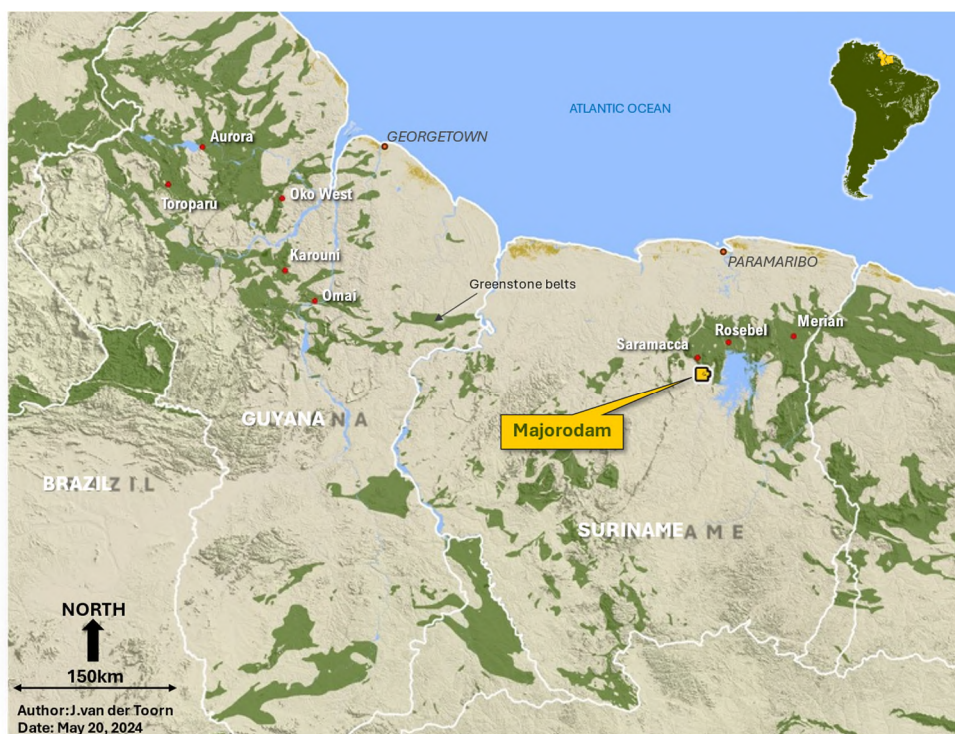 ATLANTIC OCEAN
GEORGETOWN
Aurora
Toroparu
Oko West
Karouni
Omai
Greenstone belts
PARAMARIBO
Merian
Rosebel
Saramacca
Majorodam
GUYANA
BRAZIL
SURINAME
NORTH
150km
Author:J.van der Toorn
Date: May 20, 2024